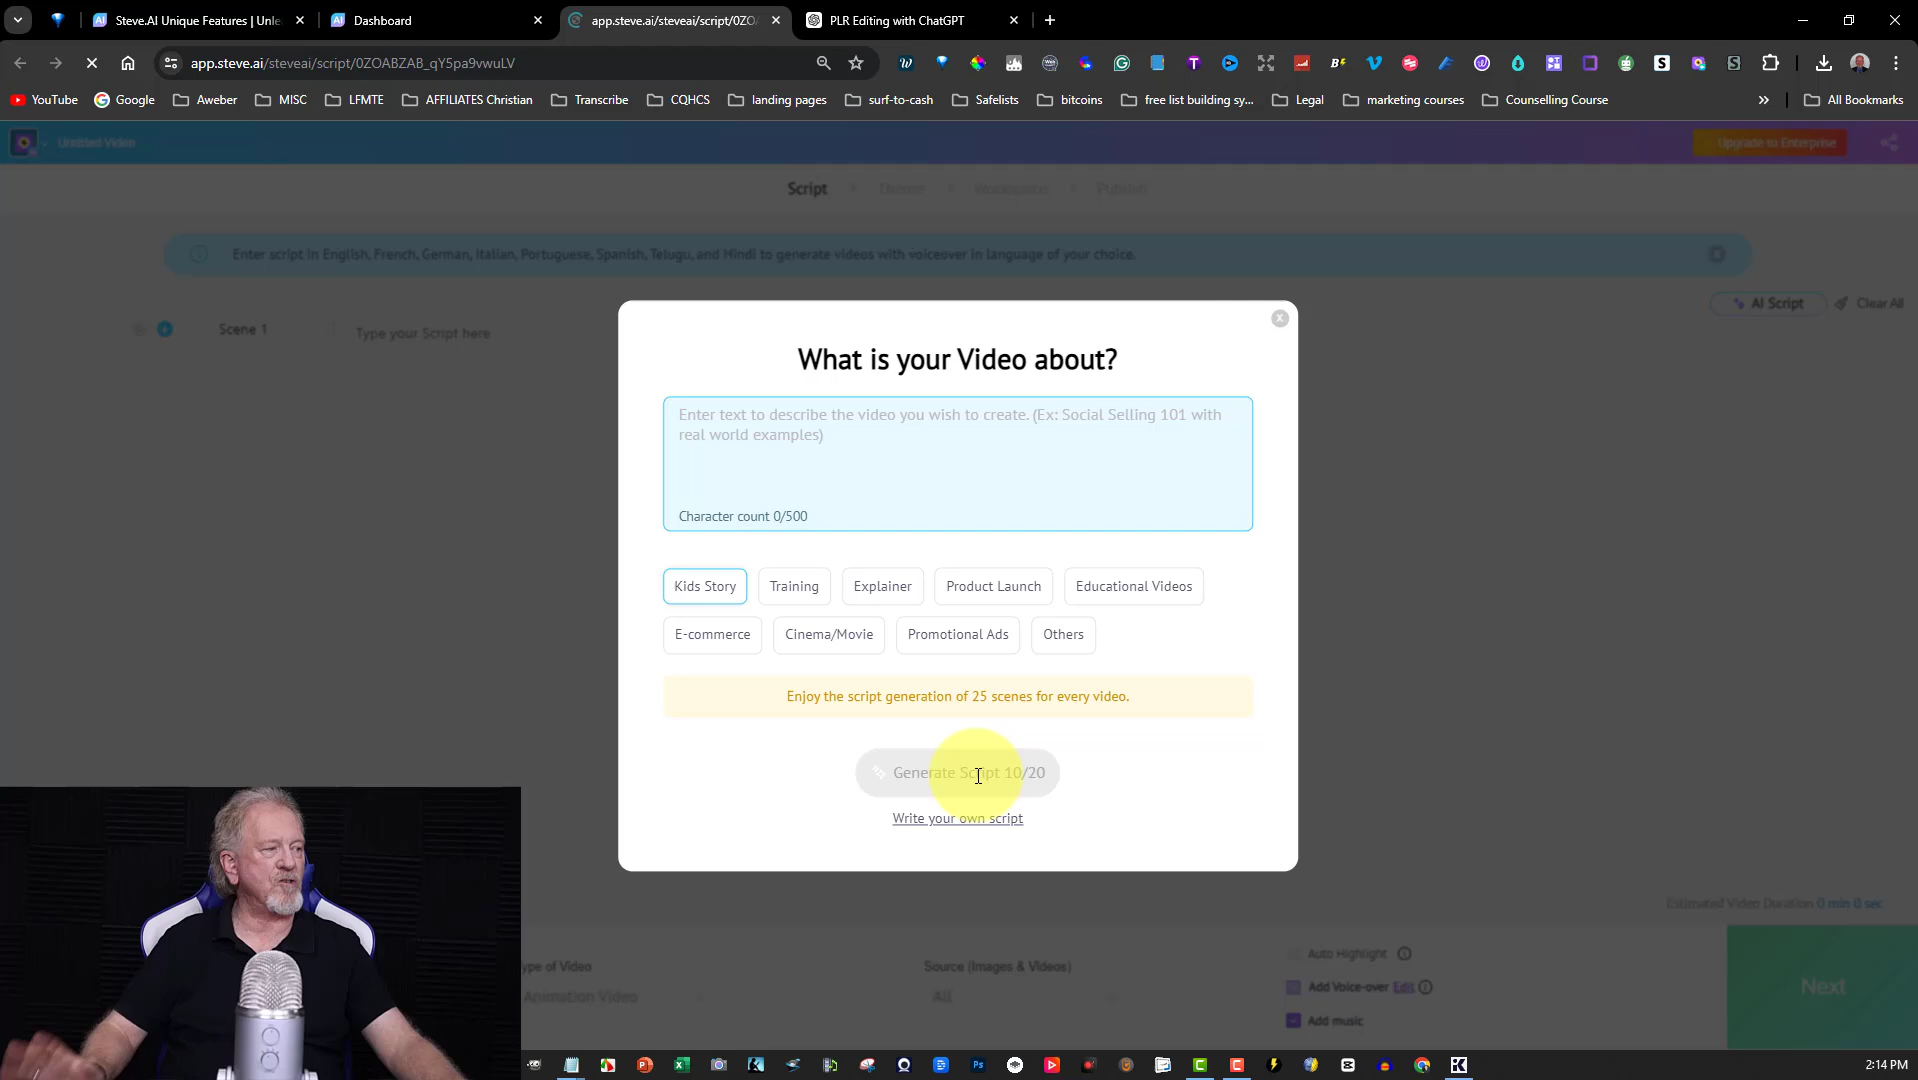 Steve.AI Unique Features | Unle
Dashboard
app.steve.ai/steveai/script/0ZOA
PLR Editing with ChatGPT
app.steve.ai/steveai/script/0ZOABZAB_qY5pa9vwuLV
YouTube
Google
Aweber
MISC
LFMTE
AFFILIATES Christian
Transcribe
CQHCS
landing pages
surf-to-cash
Safelists
bitcoins
free list building sy...
Legal
marketing courses
Counselling Course
All Bookmarks
Untitled Video
Upgrade to Enterprise
Script
Theme
Workspace
Publish
Enter script in English, French, German, Italian, Portuguese, Spanish, Telugu, and Hindi to generate videos with voiceover in language of your choice.
AI Script
Clear All
Scene 1
Type your Script here
What is your Video about?
Enter text to describe the video you wish to create. (Ex: Social Selling 101 with
real world examples)
Character count 0/500
Kids Story
Training
Explainer
Product Launch
Educational Videos
E-commerce
Cinema/Movie
Promotional Ads
Others
Enjoy the script generation of 25 scenes for every video.
Generate Script 10/20
Write your own script
Estimated Video Duration 0 min 0 sec
ype of Video
Animation Video
Source (Images & Videos)
All
Auto Highlight
Add Voice-over Edit
Add music
Next
2:14 PM